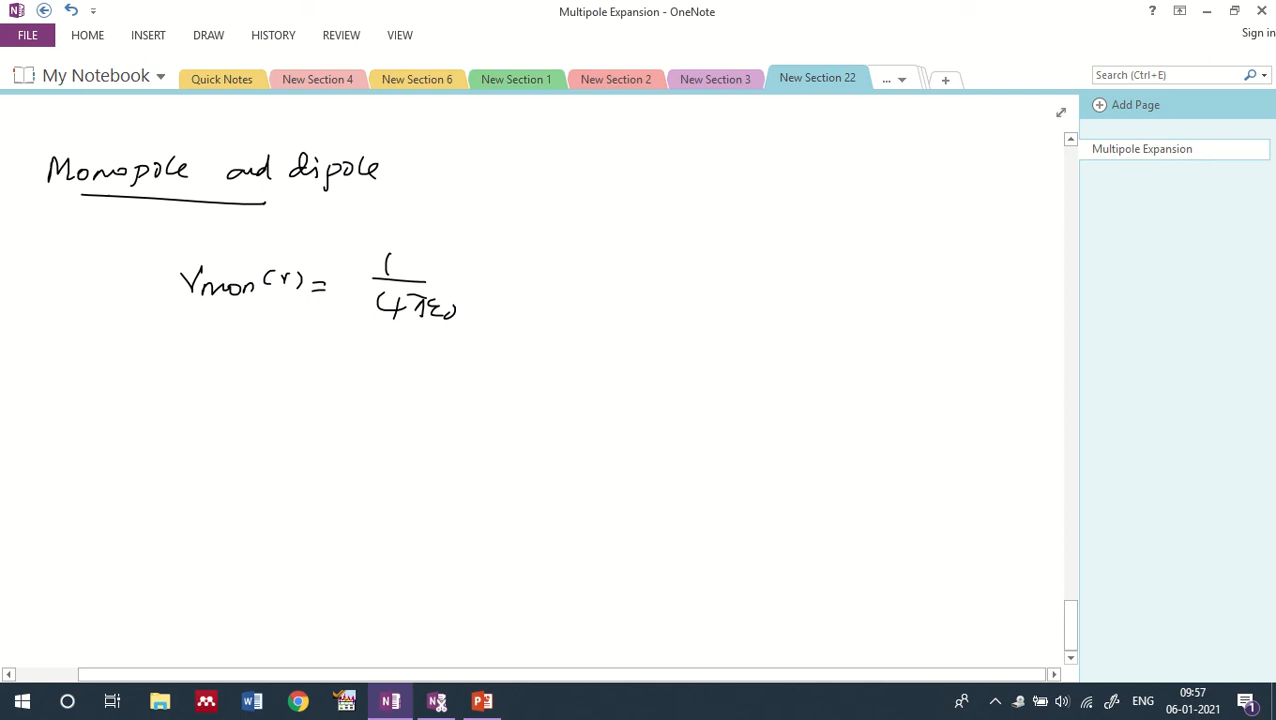 Multipole Expansion - OneNote
? Sign in
FILE HOME INSERT DRAW HISTORY REVIEW VIEW
My Notebook Quick Notes New Section 4 New Section 6 New Section 1 New Section 2 New Section 3 New Section 22 ... + Search (Ctrl+E)
Add Page
Multipole Expansion
Monopole and dipole
Vmon(r) = 1/4πε0
ENG 09:57
06-01-2021
1